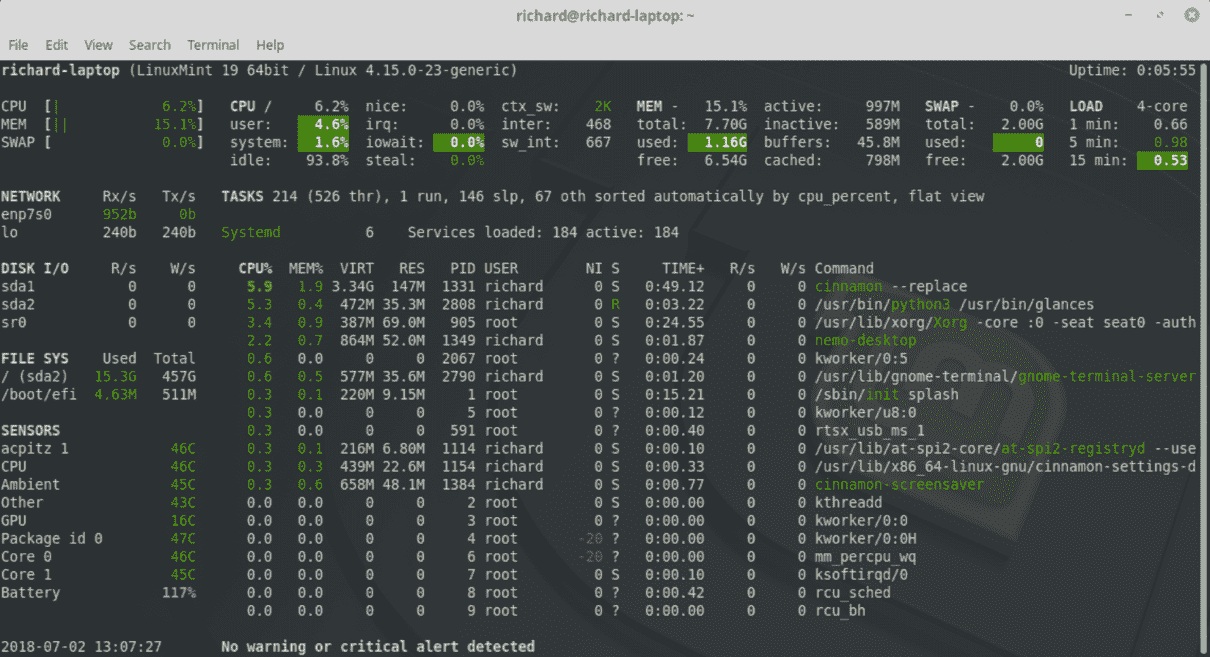 richard@richard-laptop: ~
File Edit View Search Terminal Help
richard-laptop (LinuxMint 19 64bit / Linux 4.15.0-23-generic) Uptime: 0:05:55
CPU [| 6.2%] CPU / 6.2% nice: 0.0% ctx_sw: 2K MEM - 15.1% active: 997M SWAP - 0.0% LOAD 4-core
MEM [|| 15.1%] user: 4.6% irq: 0.0% inter: 468 total: 7.70G inactive: 589M total: 2.00G 1 min: 0.66
SWAP [ 0.0%] system: 1.6% iowait: 0.0% sw_int: 667 used: 1.16G buffers: 45.8M used: 0 5 min: 0.98
idle: 93.8% steal: 0.0% free: 6.54G cached: 798M free: 2.00G 15 min: 0.53
NETWORK Rx/s Tx/s TASKS 214 (526 thr), 1 run, 146 slp, 67 oth sorted automatically by cpu_percent, flat view
enp7s0 952b 0b
lo 240b 240b Systemd 6 Services loaded: 184 active: 184
DISK I/O R/s W/s CPU% MEM% VIRT RES PID USER NI S TIME+ R/s W/s Command
sda1 0 0 5.9 1.9 3.34G 147M 1331 richard 0 S 0:49.12 0 0 cinnamon --replace
sda2 0 0 5.3 0.4 472M 35.3M 2808 richard 0 R 0:03.22 0 0 /usr/bin/python3 /usr/bin/glances
sr0 0 0 3.4 0.9 387M 69.0M 905 root 0 S 0:24.55 0 0 /usr/lib/xorg/Xorg -core :0 -seat seat0 -auth
2.2 0.7 864M 52.0M 1349 richard 0 S 0:01.87 0 0 nemo-desktop
FILE SYS Used Total 0.6 0.0 0 0 2067 root 0 ? 0:00.24 0 0 kworker/0:5
/ (sda2) 15.3G 457G 0.6 0.5 577M 35.6M 2790 richard 0 S 0:01.20 0 0 /usr/lib/gnome-terminal/gnome-terminal-server
/boot/efi 4.63M 511M 0.3 0.1 220M 9.15M 1 root 0 S 0:15.21 0 0 /sbin/init splash
0.3 0.0 0 0 5 root 0 ? 0:00.12 0 0 kworker/u8:0
SENSORS 0.3 0.0 0 0 591 root 0 ? 0:00.40 0 0 rtsx_usb_ms_1
acpitz 1 46C 0.3 0.1 216M 6.80M 1114 richard 0 S 0:00.10 0 0 /usr/lib/at-spi2-core/at-spi2-registryd --use
CPU 46C 0.3 0.3 439M 22.6M 1154 richard 0 S 0:00.33 0 0 /usr/lib/x86_64-linux-gnu/cinnamon-settings-d
Ambient 45C 0.3 0.6 658M 48.1M 1384 richard 0 S 0:00.77 0 0 cinnamon-screensaver
Other 43C 0.0 0.0 0 0 2 root 0 S 0:00.00 0 0 kthreadd
GPU 16C 0.0 0.0 0 0 3 root 0 ? 0:00.00 0 0 kworker/0:0
Package id 0 47C 0.0 0.0 0 0 4 root -20 ? 0:00.00 0 0 kworker/0:0H
Core 0 46C 0.0 0.0 0 0 6 root -20 ? 0:00.00 0 0 mm_percpu_wq
Core 1 45C 0.0 0.0 0 0 7 root 0 S 0:00.10 0 0 ksoftirqd/0
Battery 117% 0.0 0.0 0 0 8 root 0 ? 0:00.42 0 0 rcu_sched
0.0 0.0 0 0 9 root 0 ? 0:00.00 0 0 rcu_bh
2018-07-02 13:07:27 No warning or critical alert detected